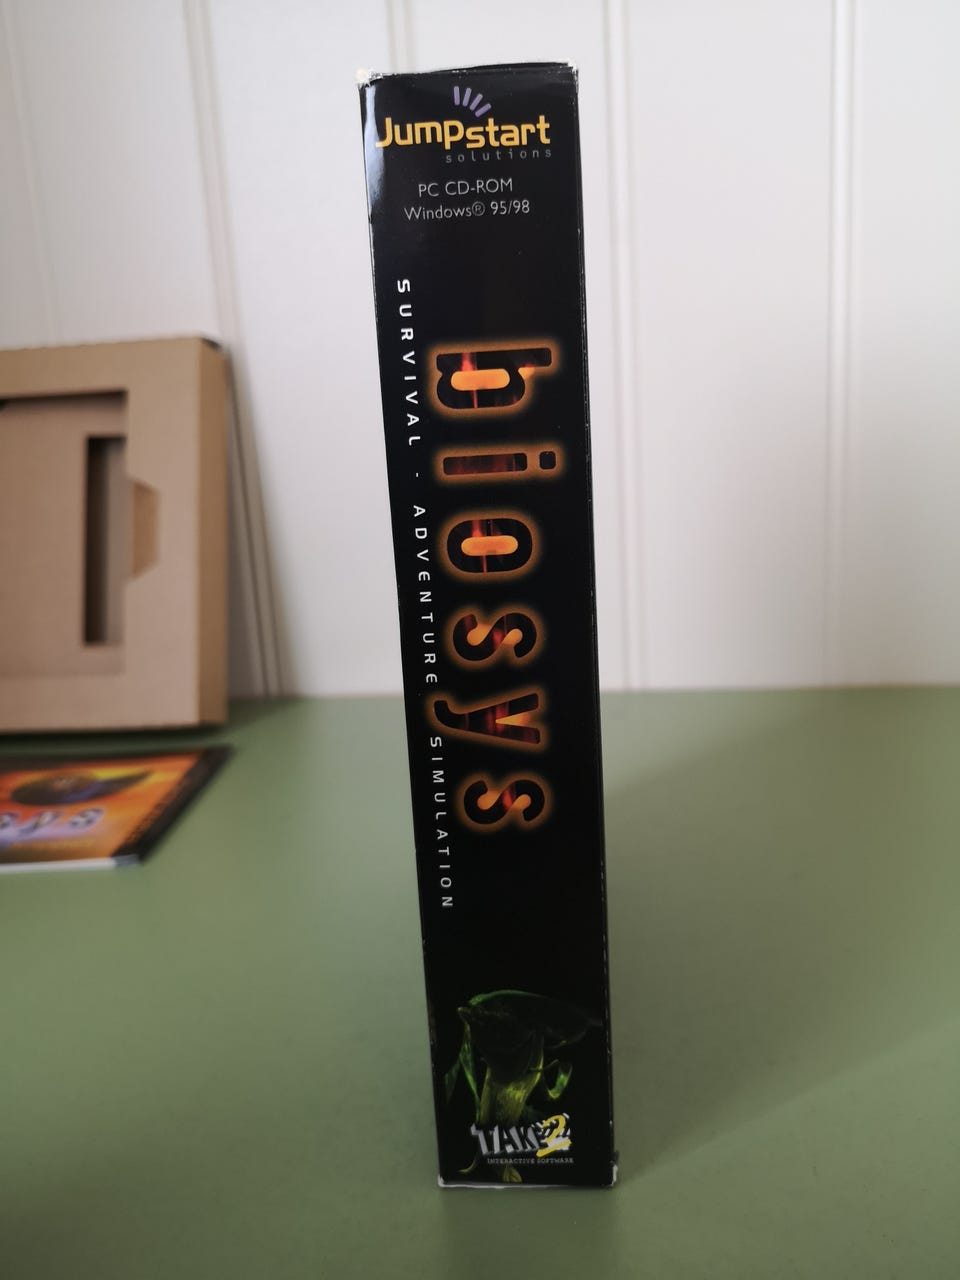 Jumpstart
solutions
PC CD-ROM
Windows® 95/98
SURVIVAL - ADVENTURE SIMULATION
biosys
TAKE 2
INTERACTIVE SOFTWARE